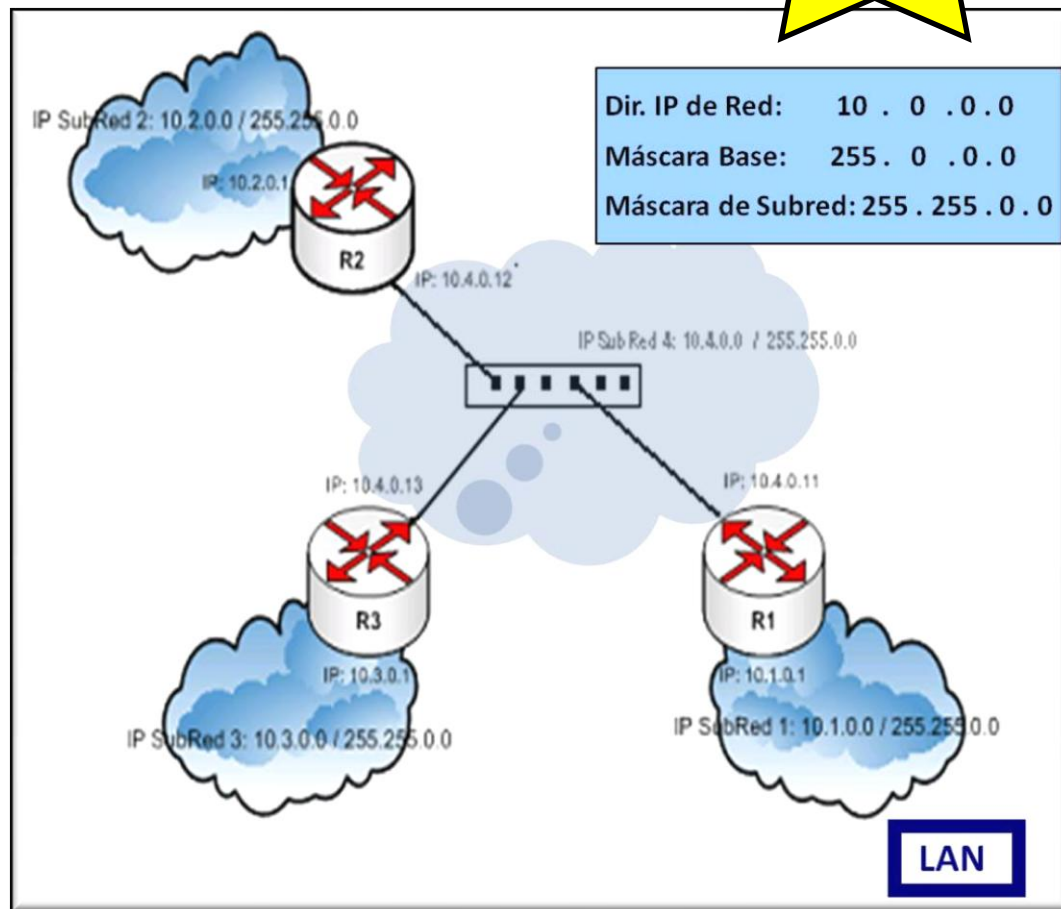 Dir. IP de Red: 10 . 0 .0.0
Máscara Base: 255. 0 .0.0
Máscara de Subred: 255 . 255 . 0 . 0
IP SubRed 2: 10.2.0.0 / 255.255.0.0
IP: 10.2.0.1
R2
IP: 10.4.0.12
IP Sub Red 4: 10.4.0.0 / 255.255.0.0
IP: 10.4.0.13
IP: 10.4.0.11
R3
R1
IP: 10.3.0.1
IP: 10.1.0.1
IP SubRed 3: 10.3.0.0 / 255.255.0.0
IP SubRed 1: 10.1.0.0 / 255.255.0.0
LAN